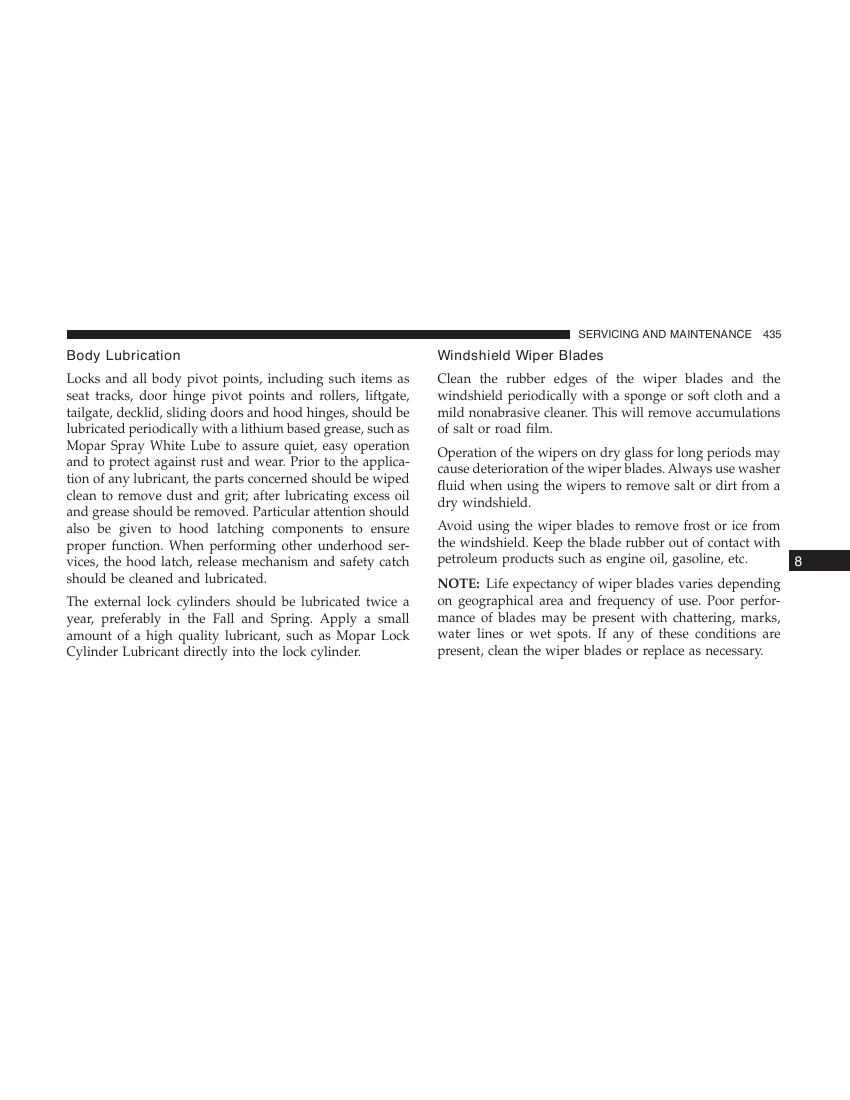 SERVICING AND MAINTENANCE 435
Body Lubrication
Locks and all body pivot points, including such items as
seat tracks, door hinge pivot points and rollers, liftgate,
tailgate, decklid, sliding doors and hood hinges, should be
lubricated periodically with a lithium based grease, such as
Mopar Spray White Lube to assure quiet, easy operation
and to protect against rust and wear. Prior to the applica-
tion of any lubricant, the parts concerned should be wiped
clean to remove dust and grit; after lubricating excess oil
and grease should be removed. Particular attention should
also be given to hood latching components to ensure
proper function. When performing other underhood ser-
vices, the hood latch, release mechanism and safety catch
should be cleaned and lubricated.
The external lock cylinders should be lubricated twice a
year, preferably in the Fall and Spring. Apply a small
amount of a high quality lubricant, such as Mopar Lock
Cylinder Lubricant directly into the lock cylinder.
Windshield Wiper Blades
Clean the rubber edges of the wiper blades and the
windshield periodically with a sponge or soft cloth and a
mild nonabrasive cleaner. This will remove accumulations
of salt or road film.
Operation of the wipers on dry glass for long periods may
cause deterioration of the wiper blades. Always use washer
fluid when using the wipers to remove salt or dirt from a
dry windshield.
Avoid using the wiper blades to remove frost or ice from
the windshield. Keep the blade rubber out of contact with
petroleum products such as engine oil, gasoline, etc.
NOTE: Life expectancy of wiper blades varies depending
on geographical area and frequency of use. Poor perfor-
mance of blades may be present with chattering, marks,
water lines or wet spots. If any of these conditions are
present, clean the wiper blades or replace as necessary.
8